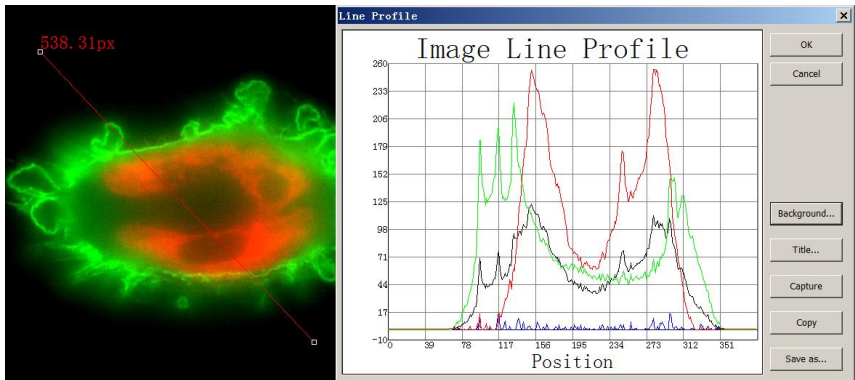 538.31px
Line Profile
Image Line Profile
260
233
206
179
152
125
98
71
44
17
-10
0 39 78 117 156 195 234 273 312 351
Position
OK
Cancel
Background...
Title...
Capture
Copy
Save as...